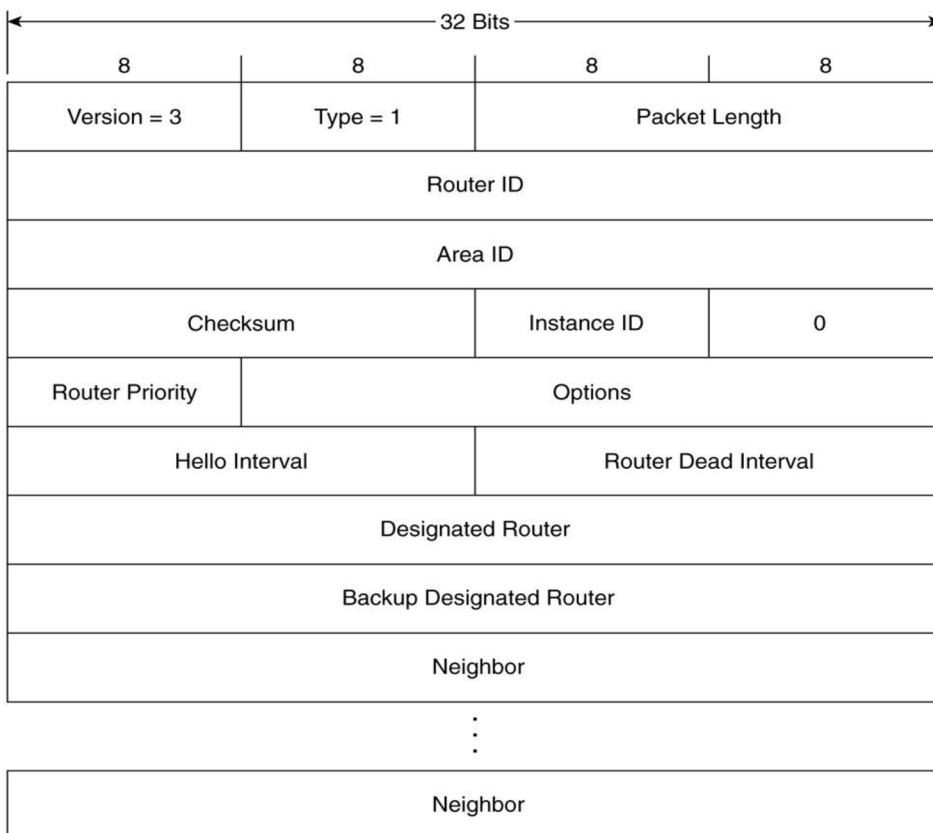 32 Bits
8 8 8 8
Version = 3 Type = 1 Packet Length
Router ID
Area ID
Checksum Instance ID 0
Router Priority Options
Hello Interval Router Dead Interval
Designated Router
Backup Designated Router
Neighbor
Neighbor